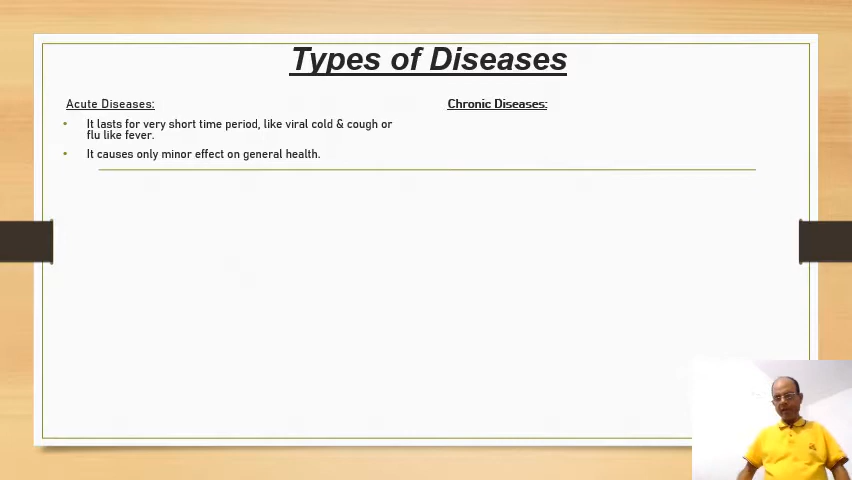 Types of Diseases
Acute Diseases:
• It lasts for very short time period, like viral cold & cough or
flu like fever.
• It causes only minor effect on general health.
Chronic Diseases: